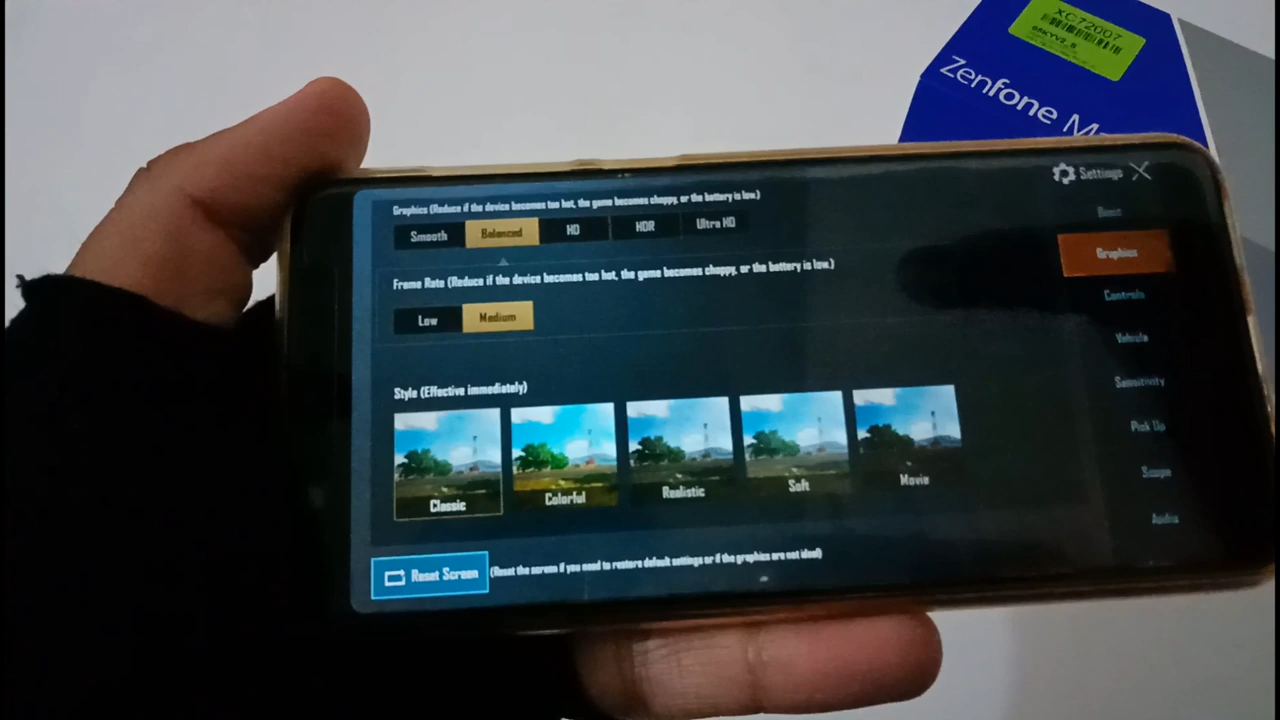 XC72007
Zenfone
Settings
Graphics (Reduce if the device becomes too hot, the game becomes choppy, or the battery is low.)
Smooth Balanced HD HDR Ultra HD
Basic
Graphics
Frame Rate (Reduce if the device becomes too hot, the game becomes choppy, or the battery is low.)
Low Medium
Controls
Vehicle
Style (Effective immediately)
Sensitivity
Classic Colorful Realistic Soft Movie
Pick Up
Scope
Audio
Reset Screen (Reset the screen if you need to restore default settings or if the graphics are not ideal)